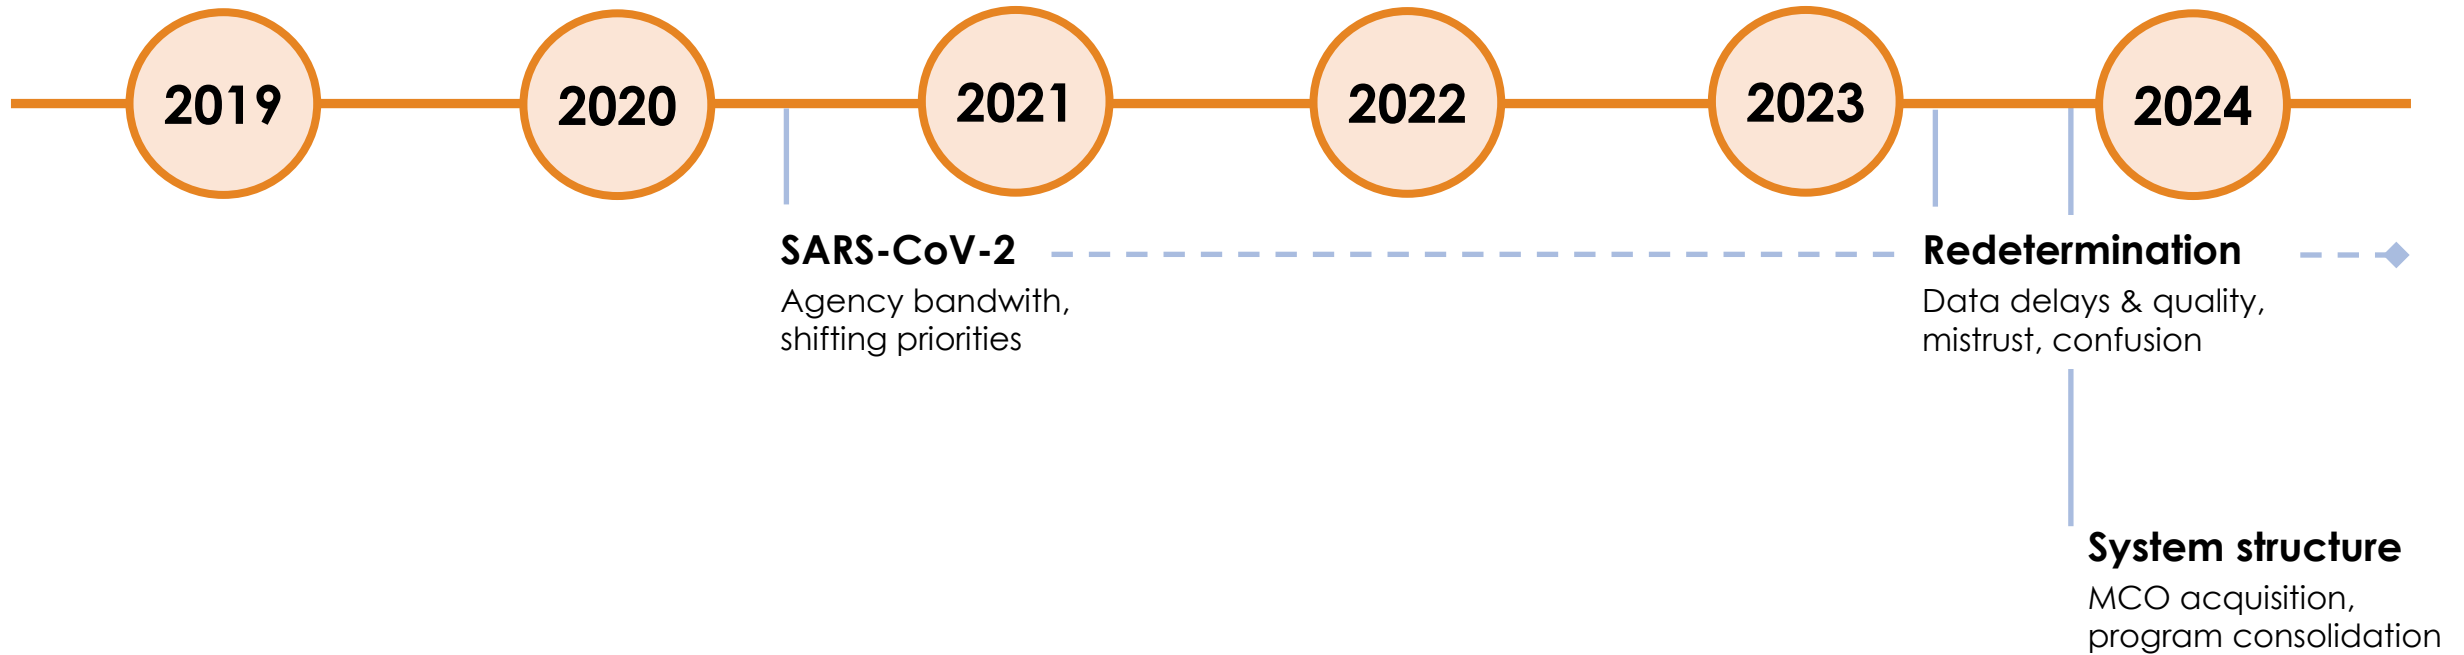 2019
2020
2021
2022
2023
2024
SARS-CoV-2
Agency bandwith,
shifting priorities
Redetermination
Data delays & quality,
mistrust, confusion
System structure
MCO acquisition,
program consolidation